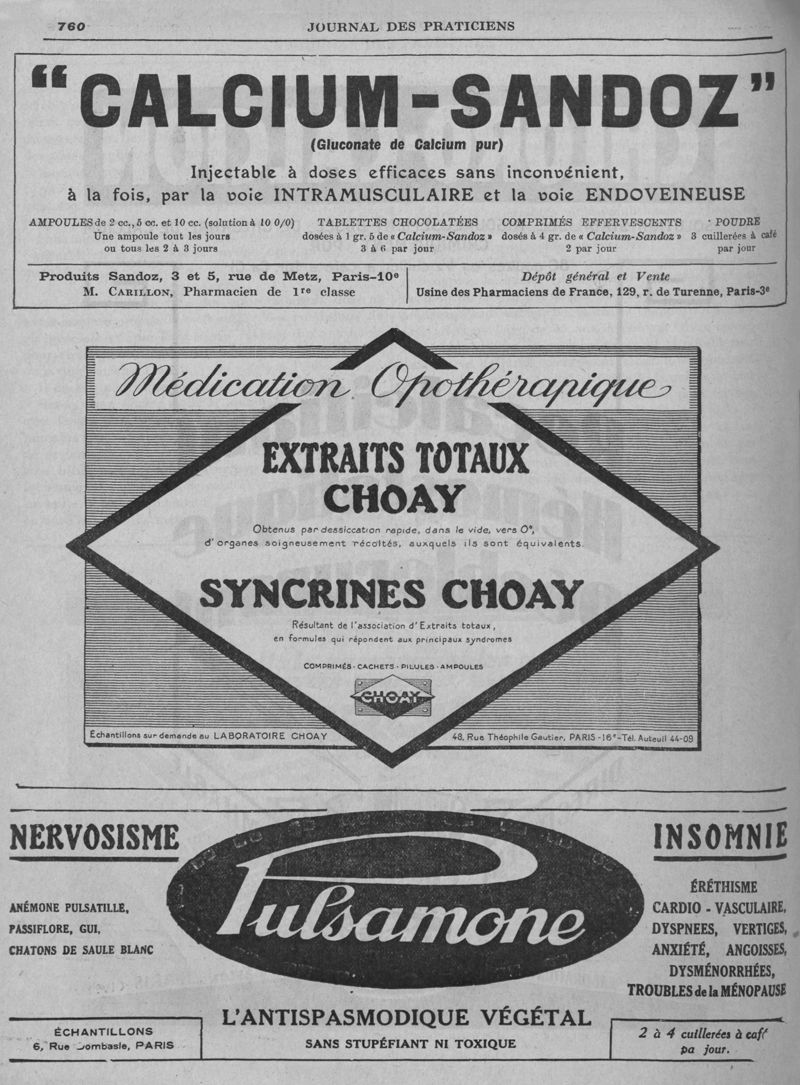 760
JOURNAL DES PRATICIENS
“CALCIUM-SANDOZ”
(Gluconate de Calcium pur)
Injectable à doses efficaces sans inconvénient,
à la fois, par la voie INTRAMUSCULAIRE et la voie ENDOVEINEUSE
AMPOULES de 2 cc., 5 cc. et 10 cc. (solution à 10 0/0)
Une ampoule tout les jours
ou tous les 2 à 3 jours
TABLETTES CHOCOLATÉES
dosées à 1 gr. 5 de « Calcium-Sandoz »
3 à 6 par jour
COMPRIMÉS EFFERVESCENTS
dosés à 4 gr. de « Calcium-Sandoz »
2 par jour
POUDRE
3 cuillerées à café
par jour
Produits Sandoz, 3 et 5, rue de Metz, Paris-10e
M. CARILLON, Pharmacien de 1re classe
Dépôt général et Vente
Usine des Pharmaciens de France, 129, r. de Turenne, Paris-3e
Médication Opothérapique
EXTRAITS TOTAUX
CHOAY
Obtenus par dessiccation rapide, dans le vide, vers 0°,
d'organes soigneusement récoltés, auxquels ils sont équivalents.
SYNCRINES CHOAY
Résultant de l'association d'Extraits totaux,
en formules qui répondent aux principaux syndromes
COMPRIMÉS - CACHETS - PILULES - AMPOULES
CHOAY
Échantillons sur demande au LABORATOIRE CHOAY
48, Rue Théophile Gautier, PARIS-16e-Tél. Auteuil 44-09
NERVOSISME
ANÉMONE PULSATILLE,
PASSIFLORE, GUI,
CHATONS DE SAULE BLANC
Pulsamone
INSOMNIE
ÉRÉTHISME
CARDIO - VASCULAIRE,
DYSPNEES, VERTIGES,
ANXIÉTÉ, ANGOISSES,
DYSMÉNORRHÉES,
TROUBLES de la MÉNOPAUSE
L'ANTISPASMODIQUE VÉGÉTAL
SANS STUPÉFIANT NI TOXIQUE
ÉCHANTILLONS
6, Rue Dombasle, PARIS
2 à 4 cuillerées à café
pa jour.